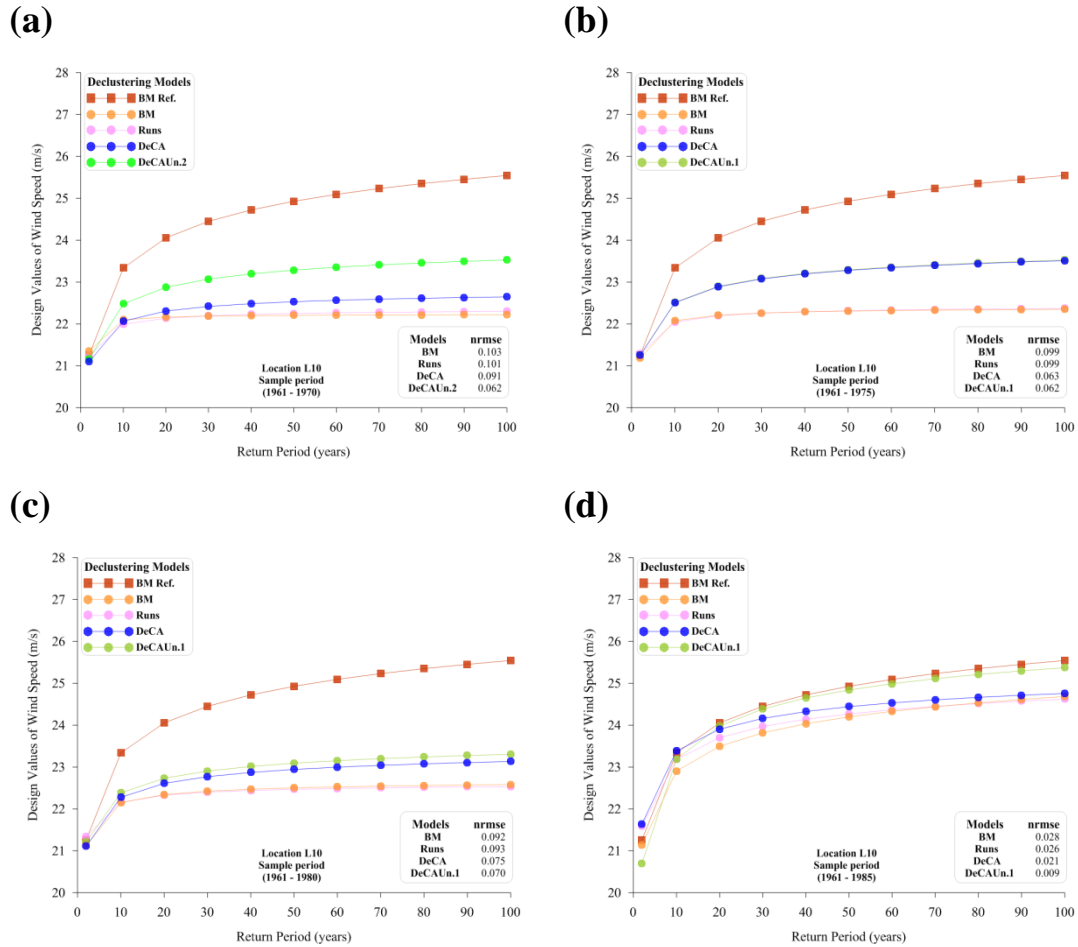 (a)
Design Values of Wind Speed (m/s)
28
27
26
25
24
23
22
21
20
Declustering Models
BM Ref.
BM
Runs
DeCA
DeCAUn.2
Location L10
Sample period
(1961 - 1970)
Models nrmse
BM 0.103
Runs 0.101
DeCA 0.091
DeCAUn.2 0.062
0 10 20 30 40 50 60 70 80 90 100
Return Period (years)
(b)
Design Values of Wind Speed (m/s)
28
27
26
25
24
23
22
21
20
Declustering Models
BM Ref.
BM
Runs
DeCA
DeCAUn.1
Location L10
Sample period
(1961 - 1975)
Models nrmse
BM 0.099
Runs 0.099
DeCA 0.063
DeCAUn.1 0.062
0 10 20 30 40 50 60 70 80 90 100
Return Period (years)
(c)
Design Values of Wind Speed (m/s)
28
27
26
25
24
23
22
21
20
Declustering Models
BM Ref.
BM
Runs
DeCA
DeCAUn.1
Location L10
Sample period
(1961 - 1980)
Models nrmse
BM 0.092
Runs 0.093
DeCA 0.075
DeCAUn.1 0.070
0 10 20 30 40 50 60 70 80 90 100
Return Period (years)
(d)
Design Values of Wind Speed (m/s)
28
27
26
25
24
23
22
21
20
Declustering Models
BM Ref.
BM
Runs
DeCA
DeCAUn.1
Location L10
Sample period
(1961 - 1985)
Models nrmse
BM 0.028
Runs 0.026
DeCA 0.021
DeCAUn.1 0.009
0 10 20 30 40 50 60 70 80 90 100
Return Period (years)